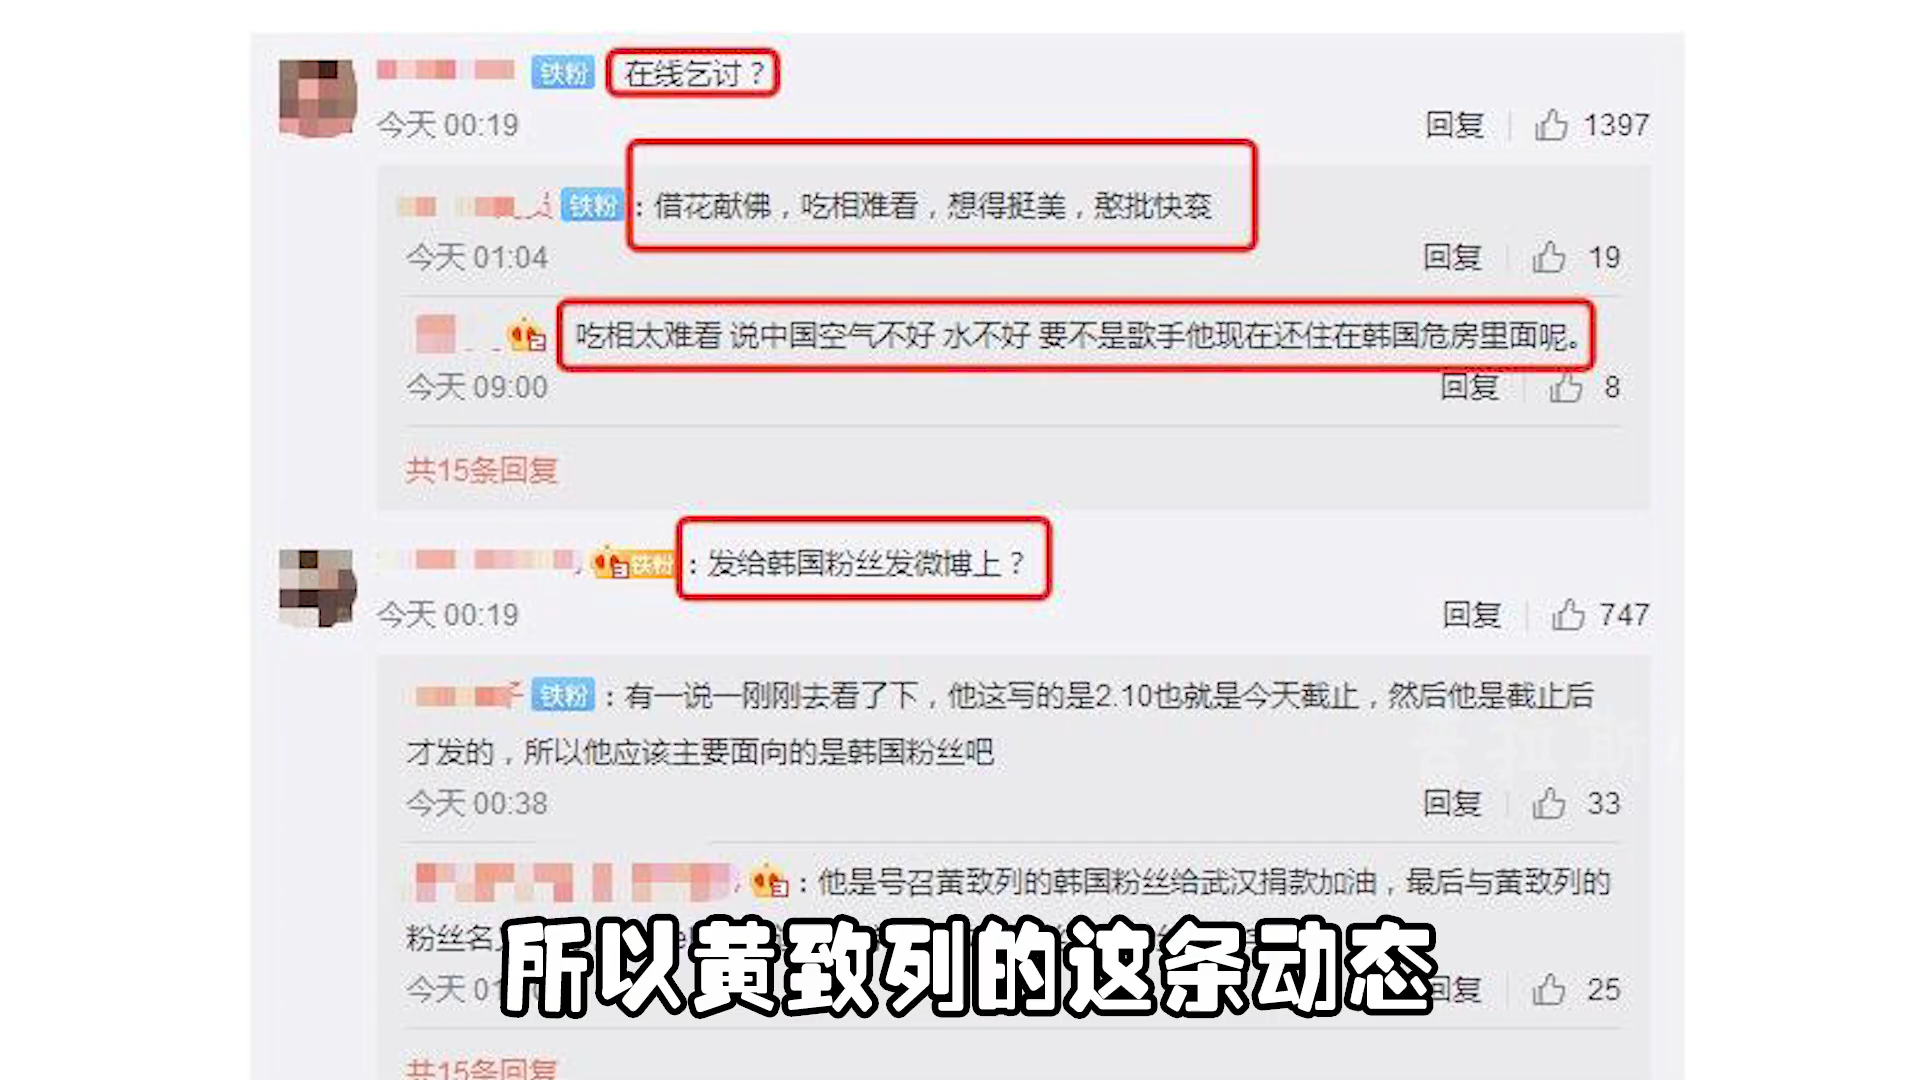 铁粉 在线乞讨？
今天 00:19
回复 1397
铁粉：借花献佛，吃相难看，想得挺美，憨批快衮
今天 01:04
回复 19
吃相太难看 说中国空气不好 水不好 要不是歌手他现在还住在韩国危房里面呢。
今天 09:00
回复 8
共15条回复
铁粉：发给韩国粉丝发微博上？
今天 00:19
回复 747
铁粉：有一说一刚刚去看了下，他这写的是2.10也就是今天截止，然后他是截止后
才发的，所以他应该主要面向的是韩国粉丝吧
今天 00:38
回复 33
：他是号召黄致列的韩国粉丝给武汉捐款加油，最后与黄致列的
粉丝名
今天
回复 25
所以黄致列的这条动态
共15条回复